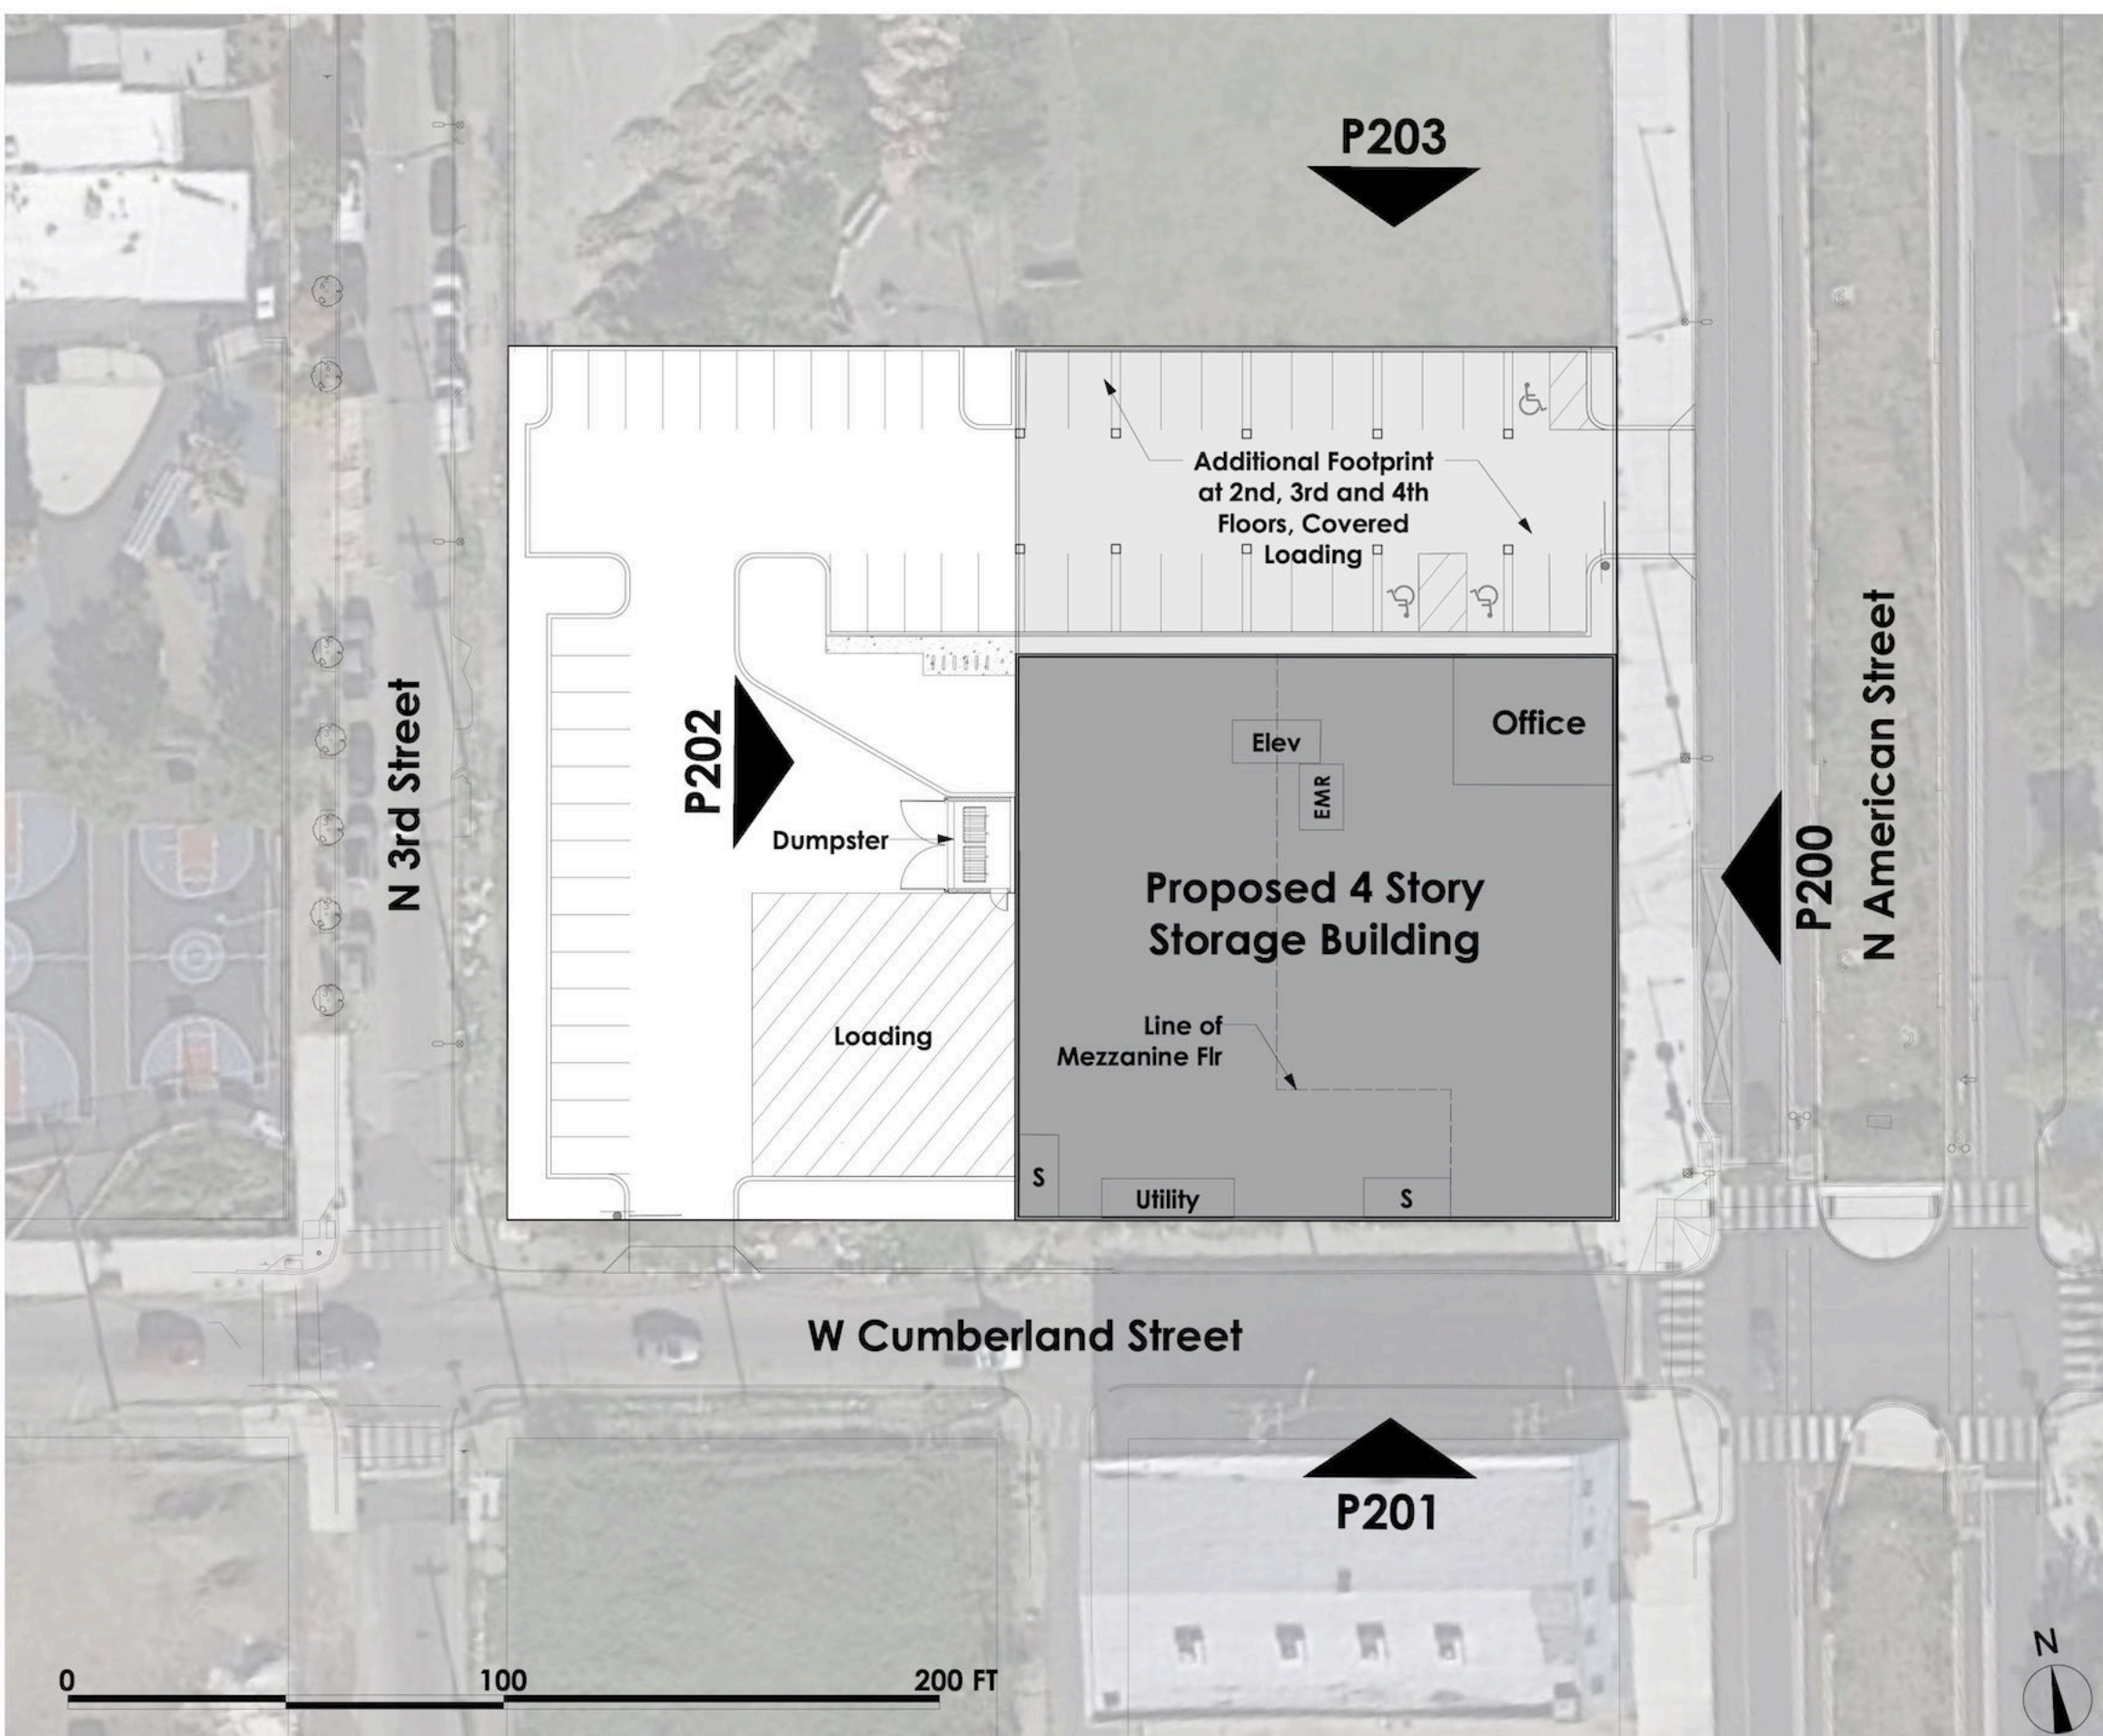 P203
Additional Footprint
at 2nd, 3rd and 4th
Floors, Covered
Loading
N 3rd Street
P202
Dumpster
Loading
Elev
EMR
Office
Proposed 4 Story
Storage Building
Line of
Mezzanine Flr
S
Utility
S
P200
N American Street
W Cumberland Street
P201
0 100 200 FT
N